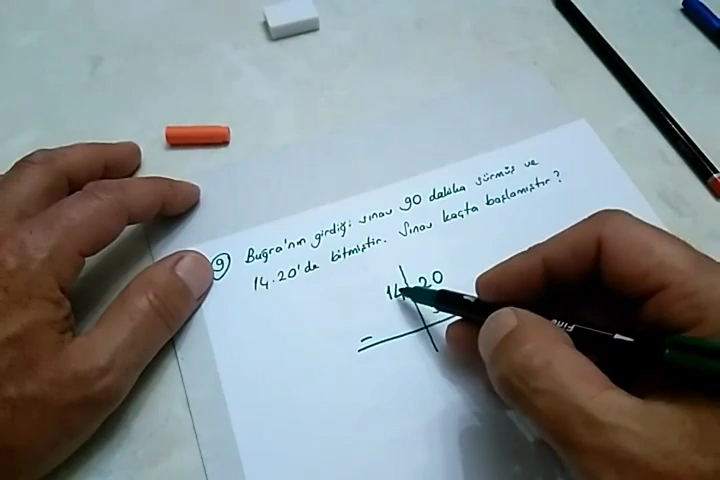 9 Buğra'nın girdiği sınav 90 dakika sürmüş ve
14.20'de bitmiştir. Sınav kaçta başlamıştır?
14 20
-